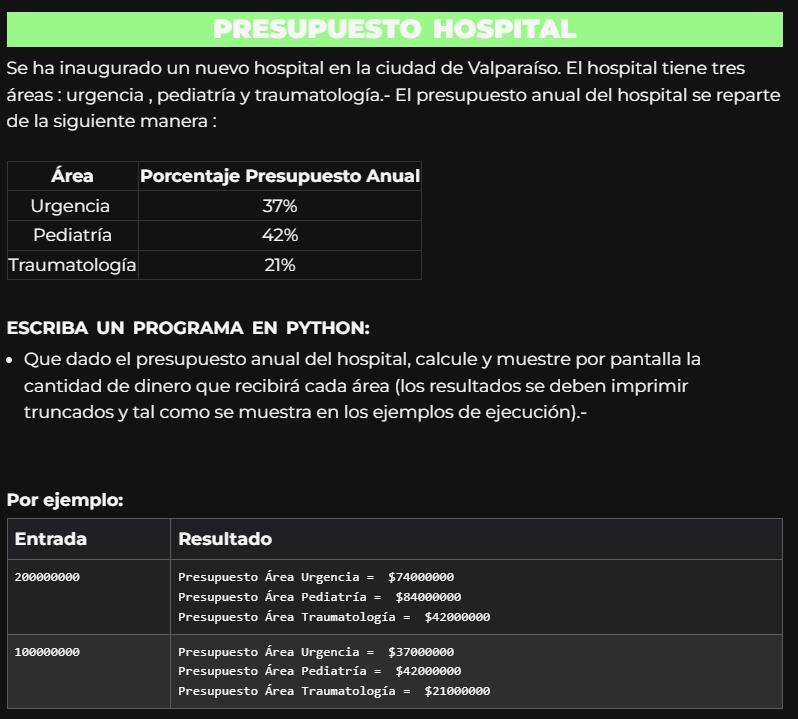 PRESUPUESTO HOSPITAL
Se ha inaugurado un nuevo hospital en la ciudad de Valparaíso. El hospital tiene tres
áreas : urgencia , pediatría y traumatología.- El presupuesto anual del hospital se reparte
de la siguiente manera :
Área Porcentaje Presupuesto Anual
Urgencia 37%
Pediatría 42%
Traumatología 21%
ESCRIBA UN PROGRAMA EN PYTHON:
• Que dado el presupuesto anual del hospital, calcule y muestre por pantalla la
cantidad de dinero que recibirá cada área (los resultados se deben imprimir
truncados y tal como se muestra en los ejemplos de ejecución).-
Por ejemplo:
Entrada Resultado
200000000 Presupuesto Área Urgencia =  $74000000
Presupuesto Área Pediatría =  $84000000
Presupuesto Área Traumatología =  $42000000
100000000 Presupuesto Área Urgencia =  $37000000
Presupuesto Área Pediatría =  $42000000
Presupuesto Área Traumatología =  $21000000